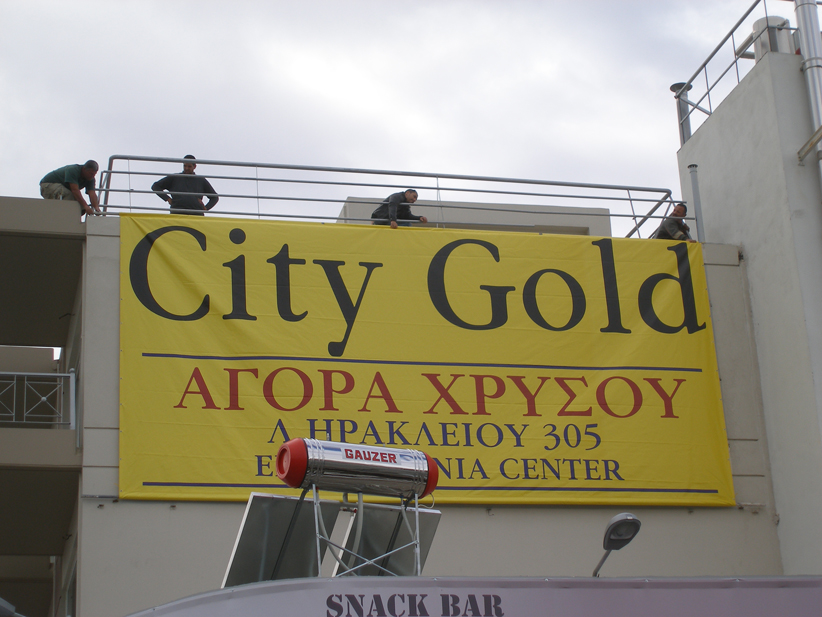 City Gold
ΑΓΟΡΑ ΧΡΥΣΟΥ
Λ ΗΡΑΚΛΕΙΟΥ 305
CENTER
GAUZER
SNACK BAR